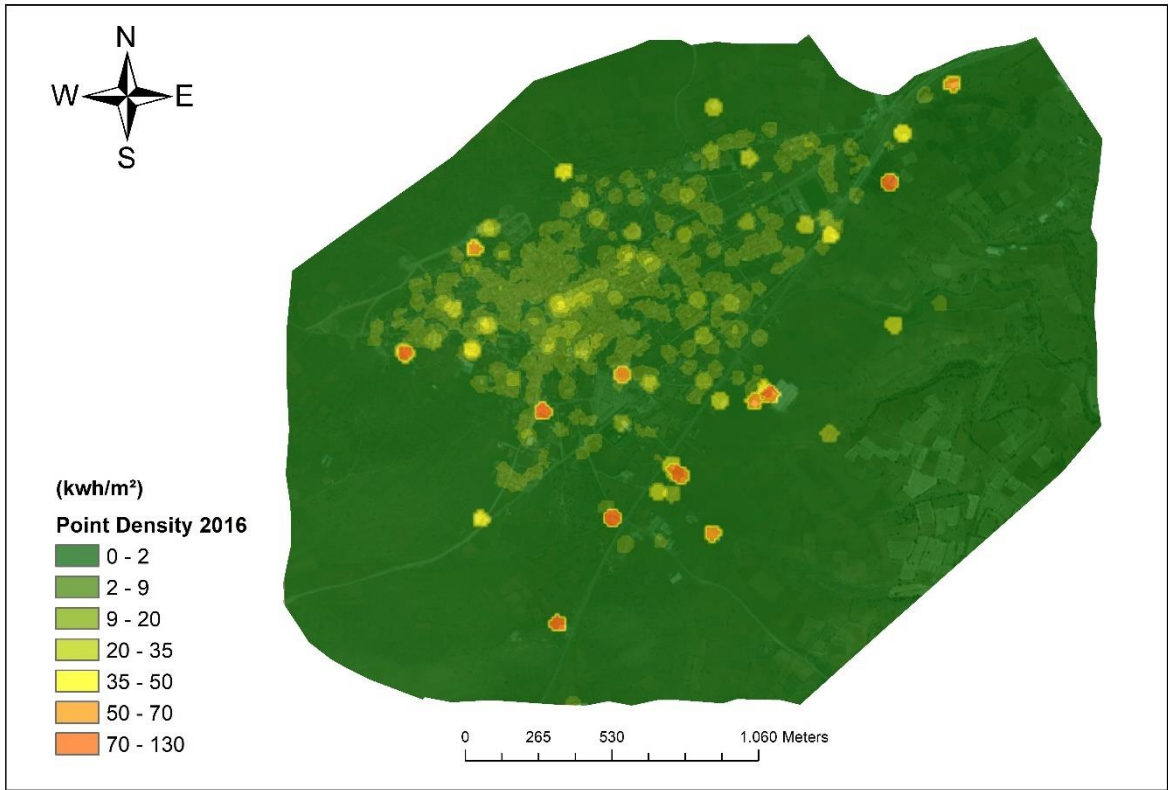 N
W E
S
(kwh/m²)
Point Density 2016
0 - 2
2 - 9
9 - 20
20 - 35
35 - 50
50 - 70
70 - 130
0 265 530 1.060 Meters